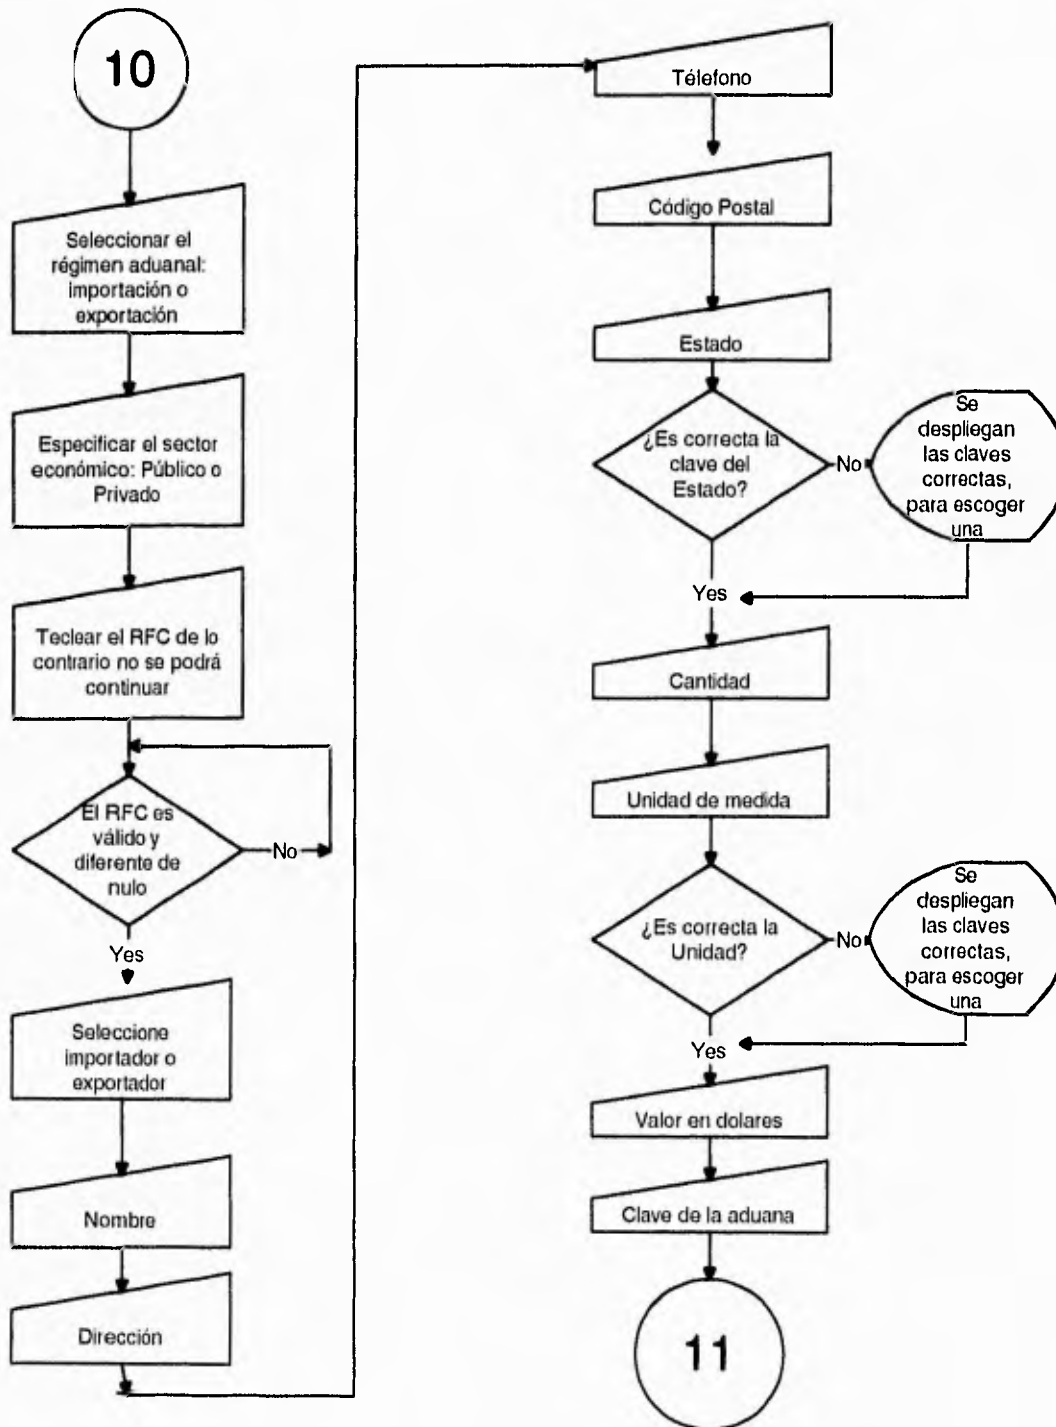 10
Seleccionar el
régimen aduanal:
importación o
exportación
Especificar el sector
económico: Público o
Privado
Teclear el RFC de lo
contrario no se podrá
continuar
El RFC es
válido y
diferente de
nulo
No
Yes
Seleccione
importador o
exportador
Nombre
Dirección
Télefono
Código Postal
Estado
¿Es correcta la
clave del
Estado?
No
Se
despliegan
las claves
correctas,
para escoger
una
Yes
Cantidad
Unidad de medida
¿Es correcta la
Unidad?
No
Se
despliegan
las claves
correctas,
para escoger
una
Yes
Valor en dolares
Clave de la aduana
11